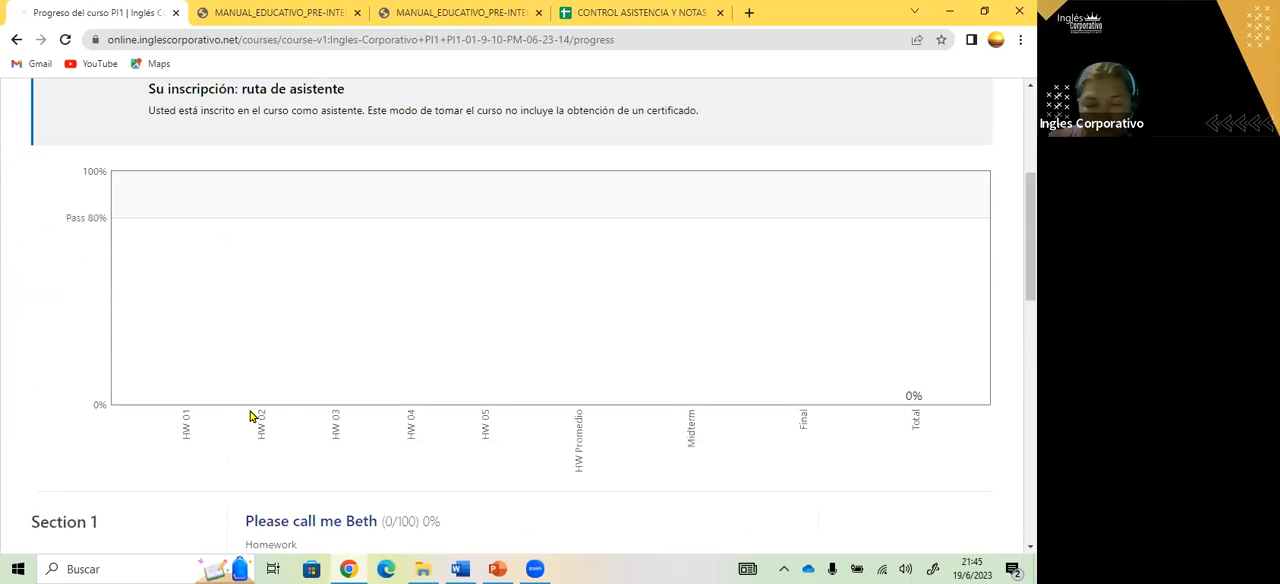 Progreso del curso PI1 | Inglés C
MANUAL_EDUCATIVO_PRE-INTE
MANUAL_EDUCATIVO_PRE-INTE
CONTROL ASISTENCIA Y NOTAS
online.inglescorporativo.net/courses/course-v1:Ingles-Corporativo+PI1+PI1-01-9-10-PM-06-23-14/progress
Gmail
YouTube
Maps
Inglés
Corporativo
Ingles Corporativo
Su inscripción: ruta de asistente
Usted está inscrito en el curso como asistente. Este modo de tomar el curso no incluye la obtención de un certificado.
100%
Pass 80%
0%
0%
HW 01
HW 02
HW 03
HW 04
HW 05
HW Promedio
Midterm
Final
Total
Section 1
Please call me Beth (0/100) 0%
Homework
Buscar
21:45
19/6/2023
2